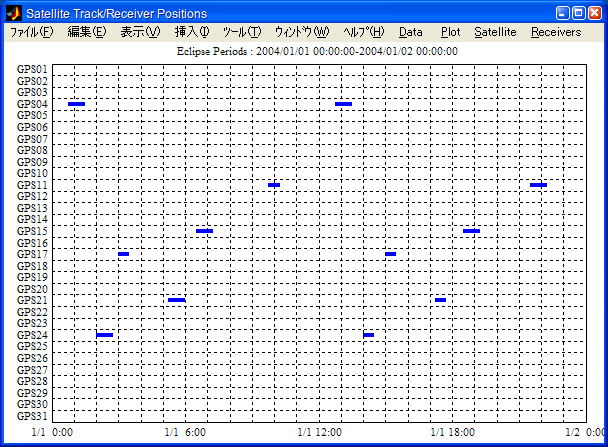 Satellite Track/Receiver Positions
ファイル(F) 編集(E) 表示(V) 挿入(I) ツール(T) ウィンドウ(W) ヘルプ(H) Data Plot Satellite Receivers
Eclipse Periods : 2004/01/01 00:00:00-2004/01/02 00:00:00
GPS01
GPS02
GPS03
GPS04
GPS05
GPS06
GPS07
GPS08
GPS09
GPS10
GPS11
GPS12
GPS13
GPS14
GPS15
GPS16
GPS17
GPS18
GPS19
GPS20
GPS21
GPS22
GPS23
GPS24
GPS25
GPS26
GPS27
GPS28
GPS29
GPS30
GPS31
1/1 0:00 1/1 6:00 1/1 12:00 1/1 18:00 1/2 0:00